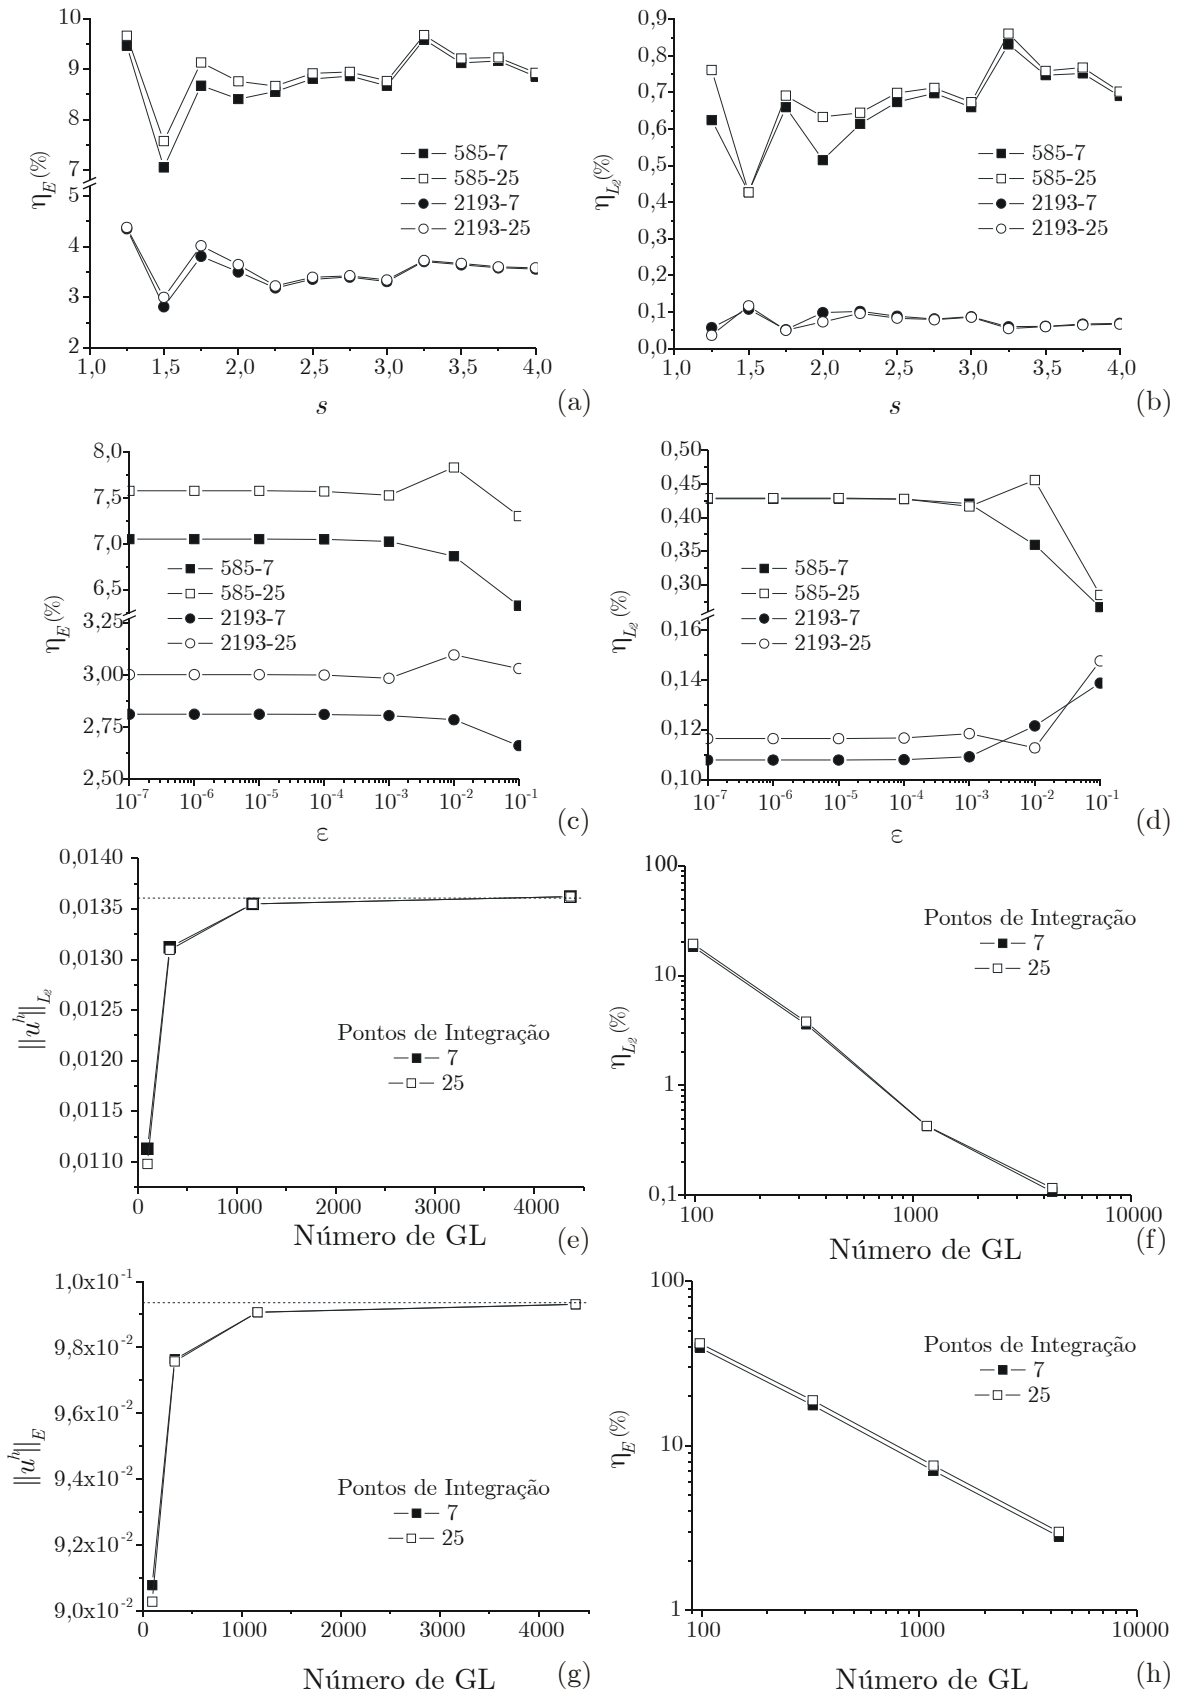 10
9
8
7
5
4
3
2
η_E (%)
585-7
585-25
2193-7
2193-25
1,0 1,5 2,0 2,5 3,0 3,5 4,0
s
(a)
0,9
0,8
0,7
0,6
0,5
0,4
0,3
0,2
0,1
0,0
η_L2 (%)
585-7
585-25
2193-7
2193-25
1,0 1,5 2,0 2,5 3,0 3,5 4,0
s
(b)
8,0
7,5
7,0
6,5
3,25
3,00
2,75
2,50
η_E (%)
585-7
585-25
2193-7
2193-25
10^-7 10^-6 10^-5 10^-4 10^-3 10^-2 10^-1
ε
(c)
0,50
0,45
0,40
0,35
0,30
0,16
0,14
0,12
0,10
η_L2 (%)
585-7
585-25
2193-7
2193-25
10^-7 10^-6 10^-5 10^-4 10^-3 10^-2 10^-1
ε
(d)
0,0140
0,0135
0,0130
0,0125
0,0120
0,0115
0,0110
||u^h||_L2
Pontos de Integração
7
25
0 1000 2000 3000 4000
Número de GL
(e)
100
10
1
0,1
η_L2 (%)
Pontos de Integração
7
25
100 1000 10000
Número de GL
(f)
1,0x10^-1
9,8x10^-2
9,6x10^-2
9,4x10^-2
9,2x10^-2
9,0x10^-2
||u^h||_E
Pontos de Integração
7
25
0 1000 2000 3000 4000
Número de GL
(g)
100
10
1
η_E (%)
Pontos de Integração
7
25
100 1000 10000
Número de GL
(h)